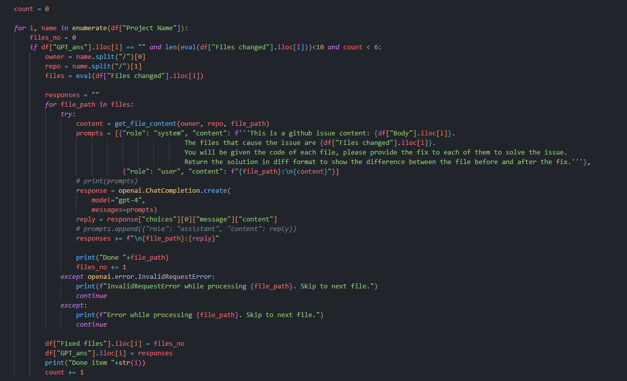 count = 0
for i, name in enumerate(df["Project Name"]):
files_no = 0
if df["GPT_ans"].iloc[i] == "" and len(eval(df["Files changed"].iloc[i]))<10 and count < 6:
owner = name.split("/")[0]
repo = name.split("/")[1]
files = eval(df["Files changed"].iloc[i])
responses = ""
for file_path in files:
try:
content = get_file_content(owner, repo, file_path)
prompts = [{"role": "system", "content": f'''This is a github issue content: {df["Body"].iloc[i]}.
The files that cause the issue are {df["Files changed"].iloc[i]}.
You will be given the code of each file, please provide the fix to each of them to solve the issue.
Return the solution in diff format to show the difference between the file before and after the fix.'''},
{"role": "user", "content": f"{file_path}:\n{content}"}]
# print(prompts)
response = openai.ChatCompletion.create(
model="gpt-4",
messages=prompts)
reply = response["choices"][0]["message"]["content"]
# prompts.append({"role": "assistant", "content": reply})
responses += f"\n{file_path}:{reply}"
print("Done "+file_path)
files_no += 1
except openai.error.InvalidRequestError:
print(f"InvalidRequestError while processing {file_path}. Skip to next file.")
continue
except:
print(f"Error while processing {file_path}. Skip to next file.")
continue
df["Fixed files"].iloc[i] = files_no
df["GPT_ans"].iloc[i] = responses
print("Done item "+str(i))
count += 1